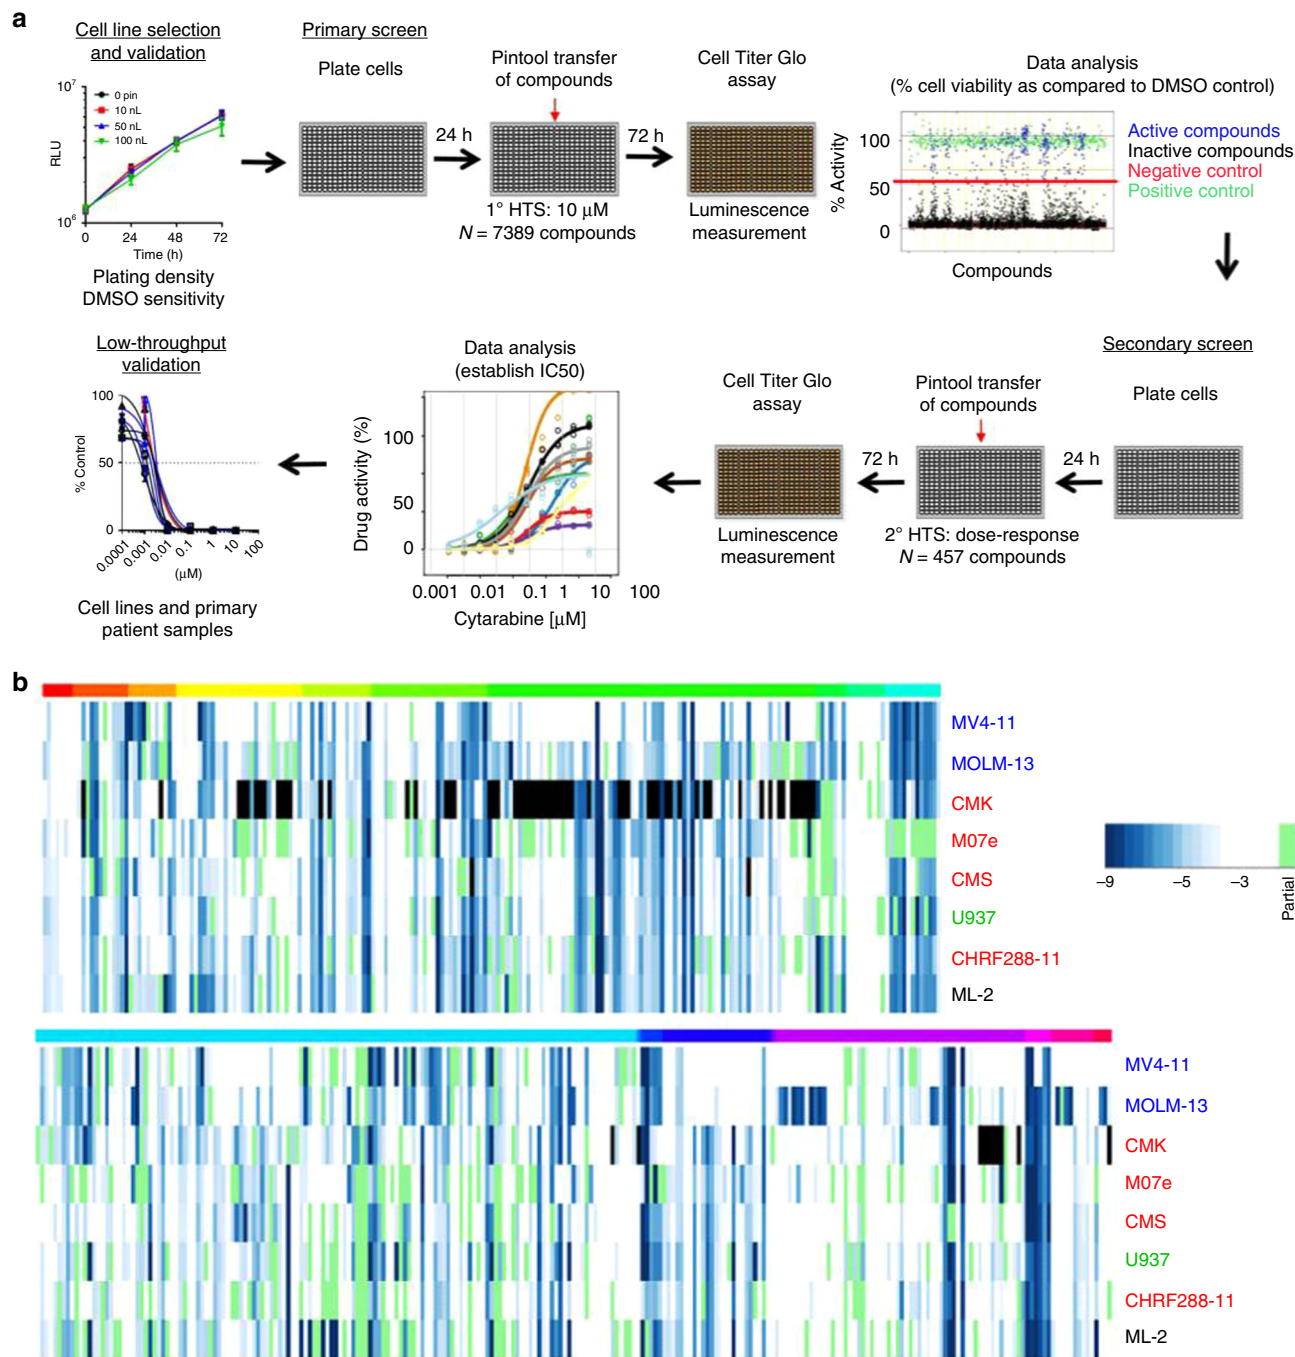 a
Cell line selection
and validation
10⁷
0 pin
10 nL
50 nL
100 nL
RLU
10⁶
0
24
48
72
Time (h)
Plating density
DMSO sensitivity
Primary screen
Plate cells
24 h
Pintool transfer
of compounds
1° HTS: 10 µM
N = 7389 compounds
72 h
Cell Titer Glo
assay
Luminescence
measurement
Data analysis
(% cell viability as compared to DMSO control)
% Activity
100
50
0
Compounds
Active compounds
Inactive compounds
Negative control
Positive control
Secondary screen
Plate cells
24 h
Pintool transfer
of compounds
2° HTS: dose-response
N = 457 compounds
72 h
Cell Titer Glo
assay
Luminescence
measurement
Data analysis
(establish IC50)
Drug activity (%)
100
50
0
0.001
0.01
0.1
1
10
100
Cytarabine [µM]
Low-throughput
validation
% Control
100
50
0
0.0001
0.001
0.01
0.1
1
10
100
(µM)
Cell lines and primary
patient samples
b
MV4-11
MOLM-13
CMK
M07e
CMS
U937
CHRF288-11
ML-2
–9
–5
–3
Partial
MV4-11
MOLM-13
CMK
M07e
CMS
U937
CHRF288-11
ML-2